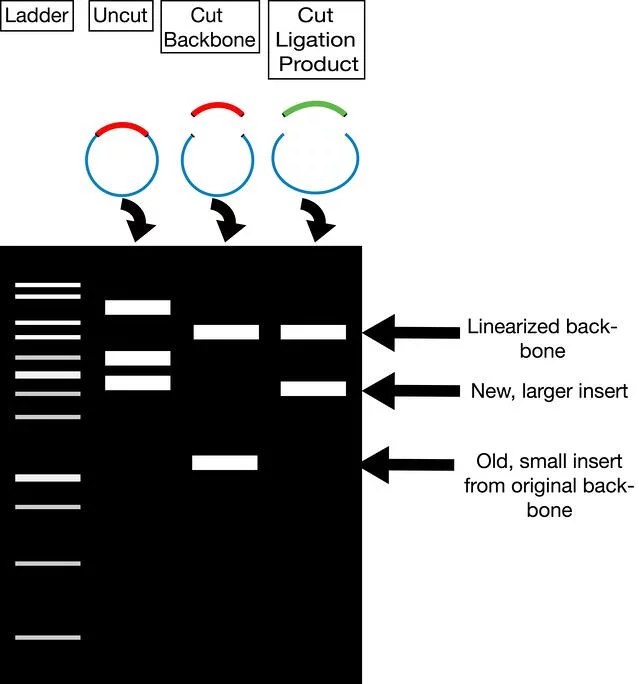 Ladder
Uncut
Cut
Backbone
Cut
Ligation
Product
Linearized back-
bone
New, larger insert
Old, small insert
from original back-
bone